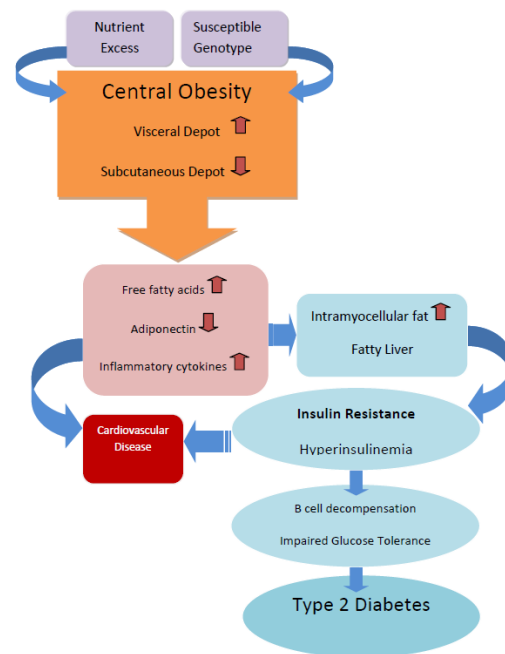 Nutrient
Excess
Susceptible
Genotype
Central Obesity
Visceral Depot
Subcutaneous Depot
Free fatty acids
Adiponectin
Inflammatory cytokines
Intramyocellular fat
Fatty Liver
Cardiovascular
Disease
Insulin Resistance
Hyperinsulinemia
B cell decompensation
Impaired Glucose Tolerance
Type 2 Diabetes